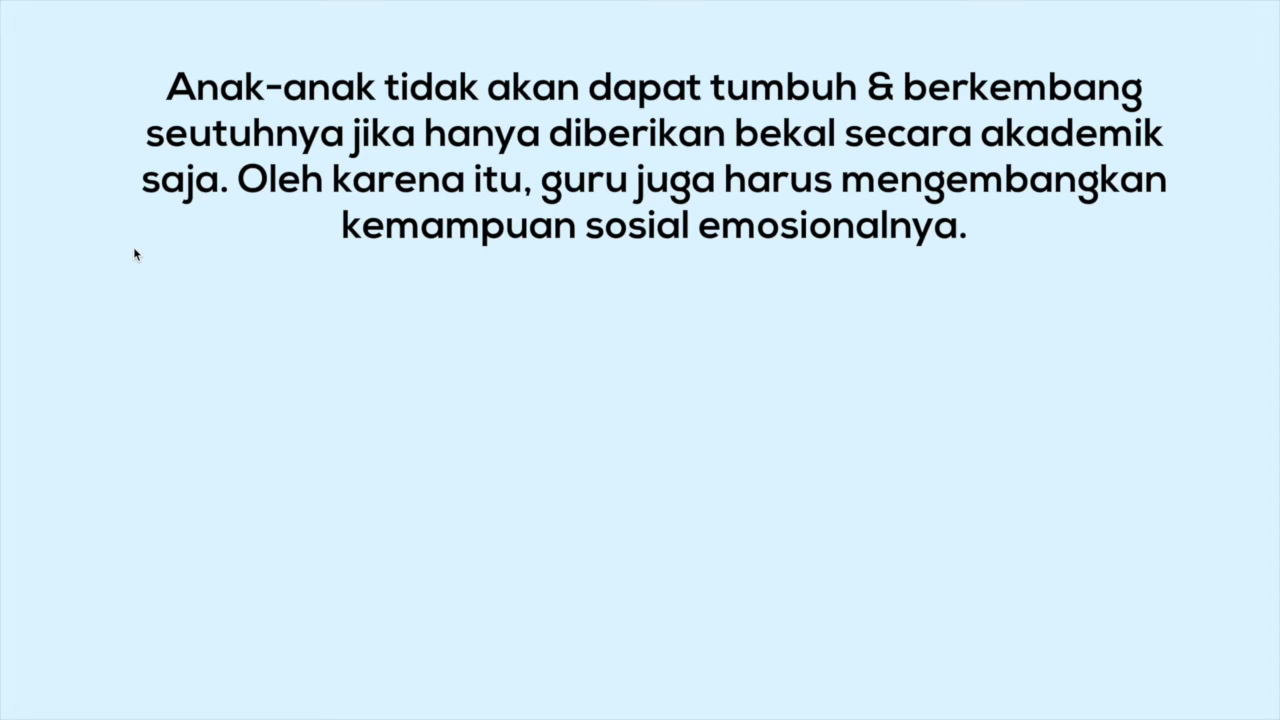 Anak-anak tidak akan dapat tumbuh & berkembang
seutuhnya jika hanya diberikan bekal secara akademik
saja. Oleh karena itu, guru juga harus mengembangkan
kemampuan sosial emosionalnya.